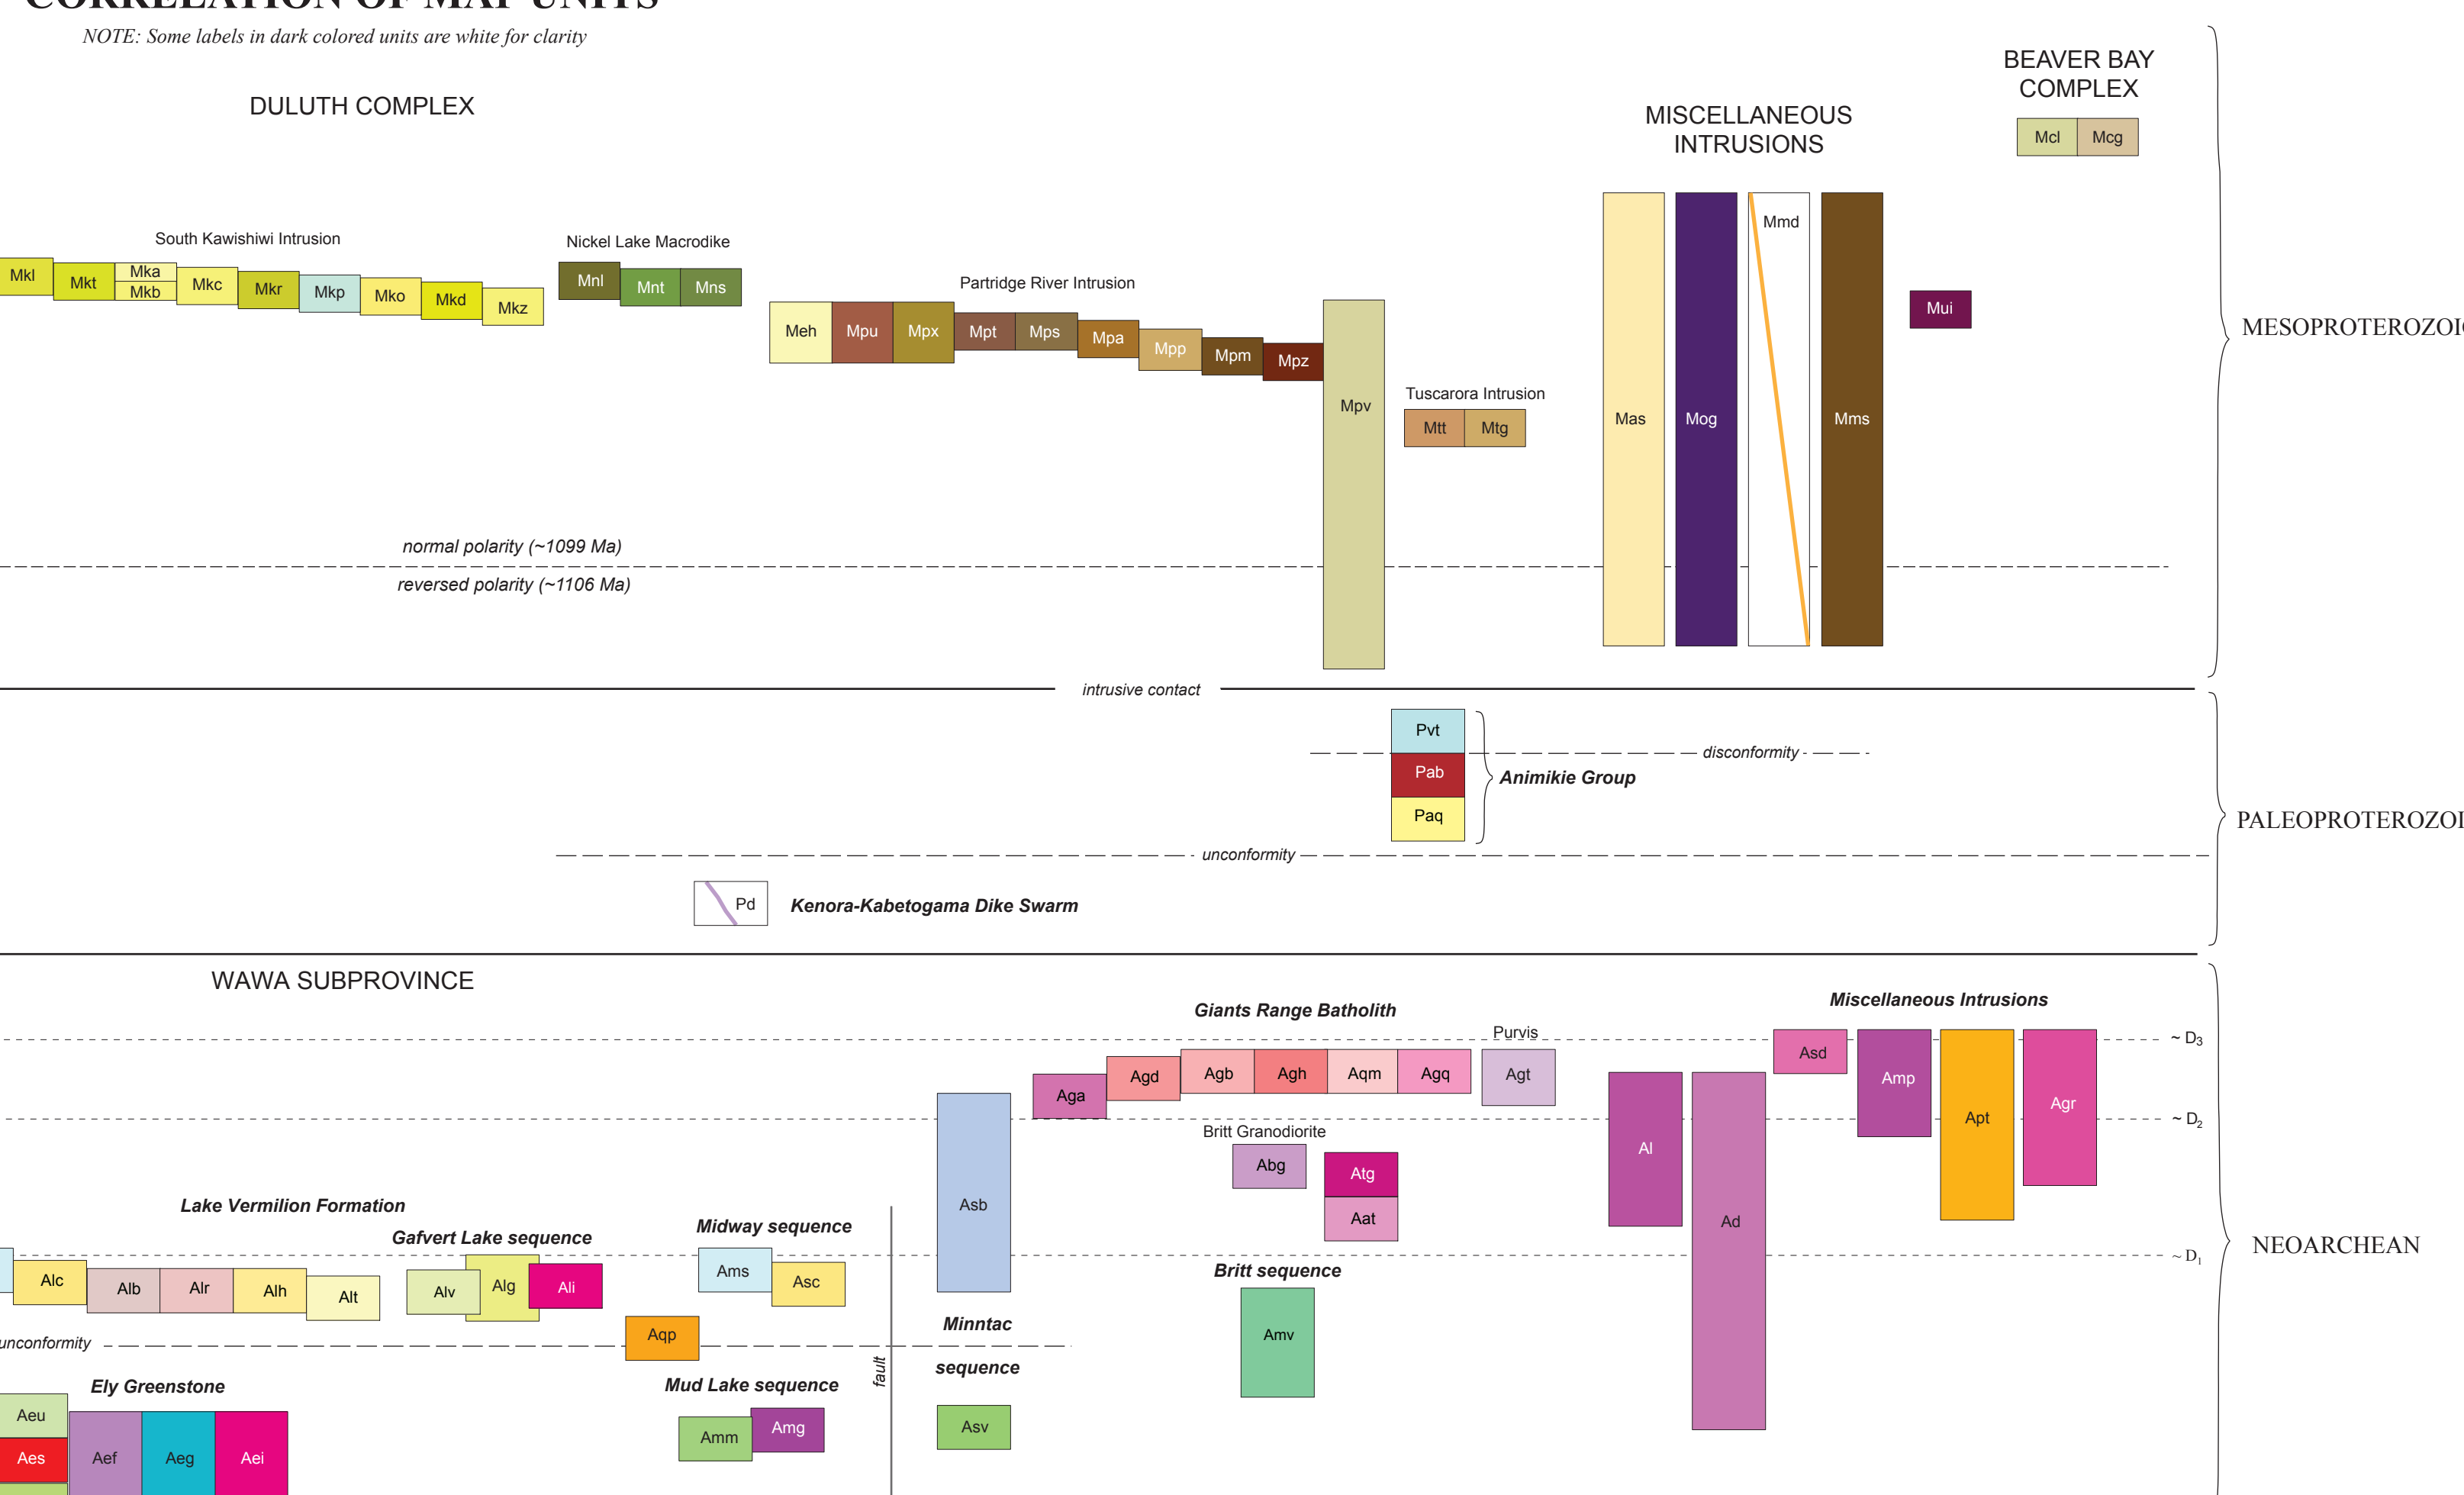 CORRELATION OF MAP UNITS
NOTE: Some labels in dark colored units are white for clarity
DULUTH COMPLEX
MISCELLANEOUS
INTRUSIONS
BEAVER BAY
COMPLEX
Mcl Mcg
South Kawishiwi Intrusion
Mkl Mkt Mka Mkb Mkc Mkr Mkp Mko Mkd Mkz
Nickel Lake Macrodike
Mnl Mnt Mns
Partridge River Intrusion
Meh Mpu Mpx Mpt Mps Mpa Mpp Mpm Mpz Mpv
Tuscarora Intrusion
Mtt Mtg
Mas Mog Mmd Mms
Mui
MESOPROTEROZOI
normal polarity (~1099 Ma)
reversed polarity (~1106 Ma)
intrusive contact
Pvt
disconformity
Pab
Animikie Group
Paq
PALEOPROTEROZOI
unconformity
Pd Kenora-Kabetogama Dike Swarm
WAWA SUBPROVINCE
Giants Range Batholith
Miscellaneous Intrusions
Purvis
~ D3
Aga Agd Agb Agh Aqm Agq Agt
Asd Amp Apt Agr
~ D2
Britt Granodiorite
Abg Atg
Aat
Al Ad
Asb
NEOARCHEAN
Lake Vermilion Formation
Gafvert Lake sequence
Midway sequence
~ D1
Alc Alb Alr Alh Alt
Alv Alg Ali
Ams Asc
Britt sequence
Amv
Aqp
Minntac
sequence
unconformity
fault
Ely Greenstone
Mud Lake sequence
Aeu
Aes Aef Aeg Aei
Amm Amg
Asv